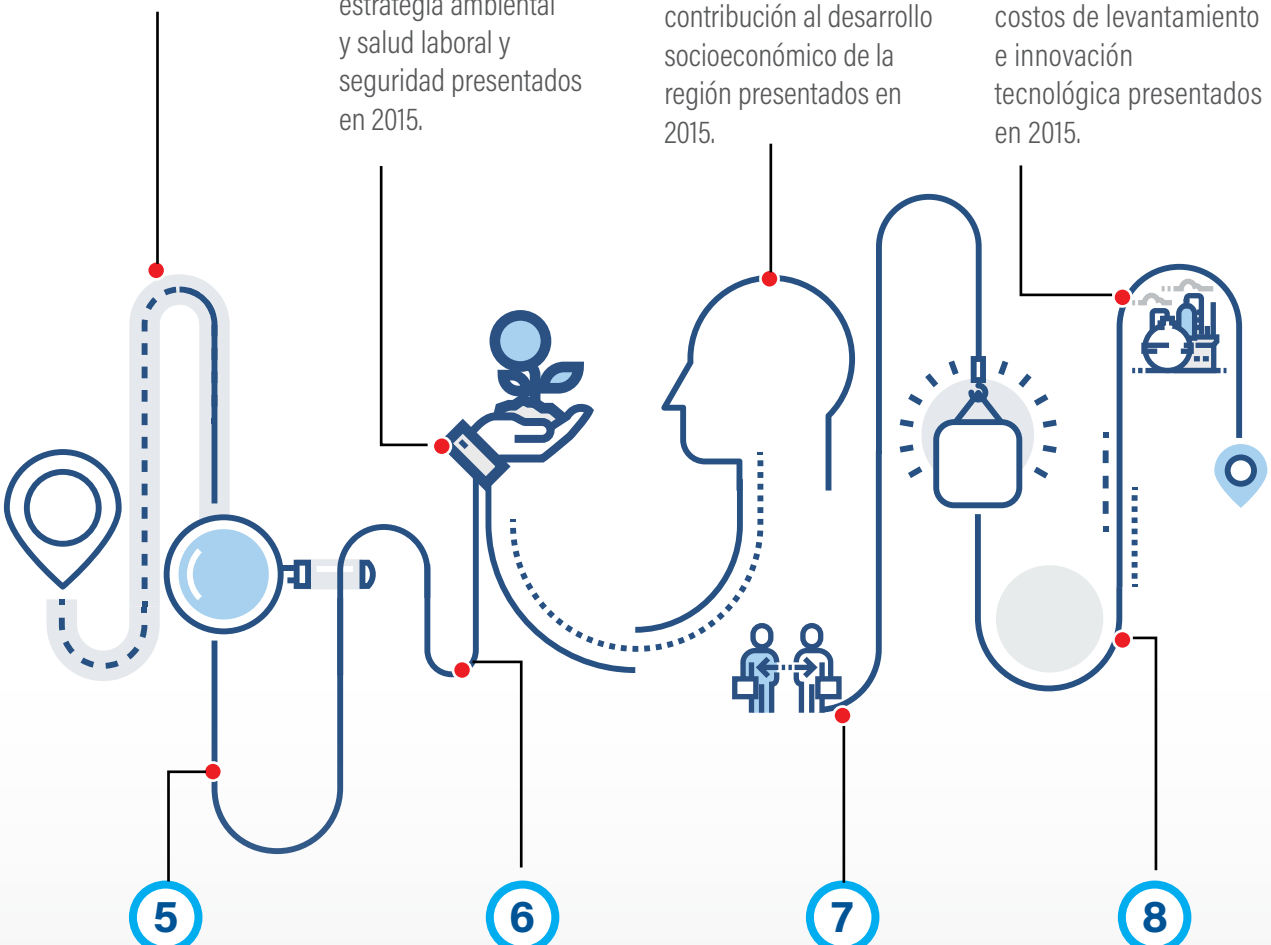 estrategia ambiental
y salud laboral y
seguridad presentados
en 2015.
contribución al desarrollo
socioeconómico de la
región presentados en
2015.
costos de levantamiento
e innovación
tecnológica presentados
en 2015.
5
6
7
8